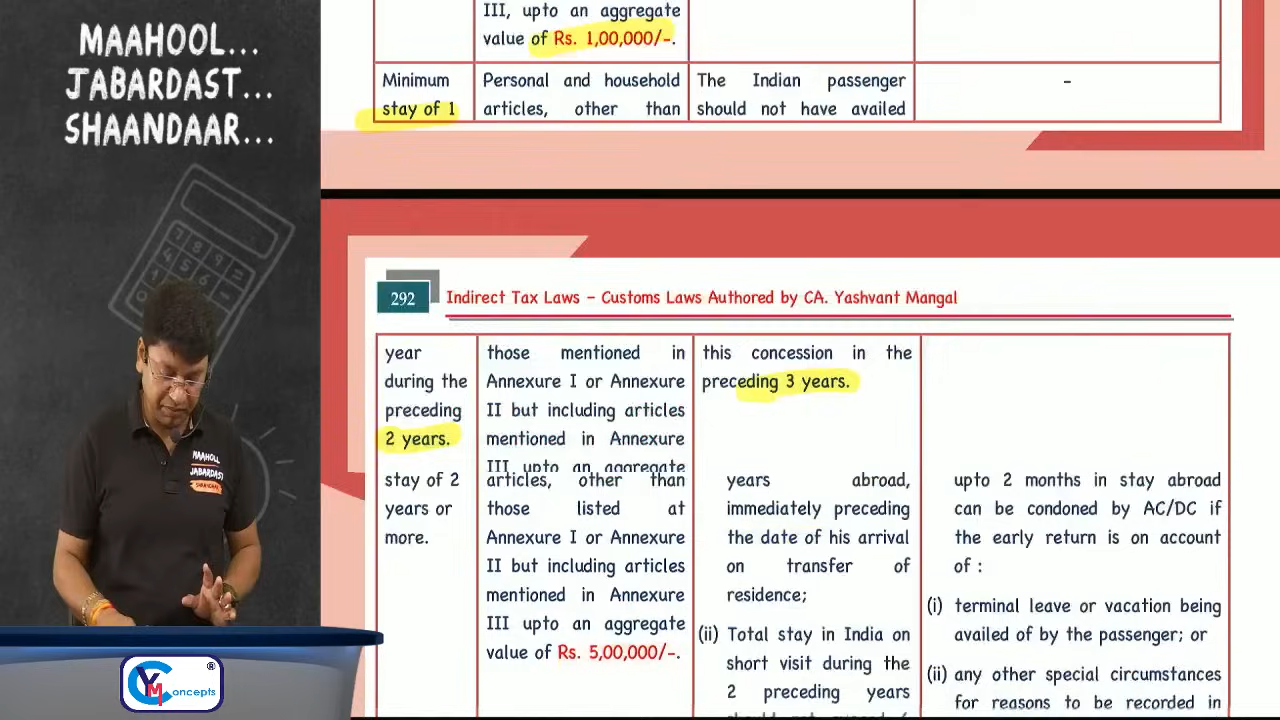 MAAHOOL...
JABARDAST...
SHAANDAAR...
III, upto an aggregate
value of Rs. 1,00,000/-.
Minimum
stay of 1
Personal and household
articles, other than
The Indian passenger
should not have availed
-
292
Indirect Tax Laws – Customs Laws Authored by CA. Yashvant Mangal
year
during the
preceding
2 years.
those mentioned in
Annexure I or Annexure
II but including articles
mentioned in Annexure
III upto an aggregate
this concession in the
preceding 3 years.
stay of 2
years or
more.
articles, other than
those listed at
Annexure I or Annexure
II but including articles
mentioned in Annexure
III upto an aggregate
value of Rs. 5,00,000/-.
years abroad,
immediately preceding
the date of his arrival
on transfer of
residence;
(ii) Total stay in India on
short visit during the
2 preceding years
upto 2 months in stay abroad
can be condoned by AC/DC if
the early return is on account
of :
(i) terminal leave or vacation being
availed of by the passenger; or
(ii) any other special circumstances
for reasons to be recorded in
MAAHOLL
JABARDAST
YM Concepts ®